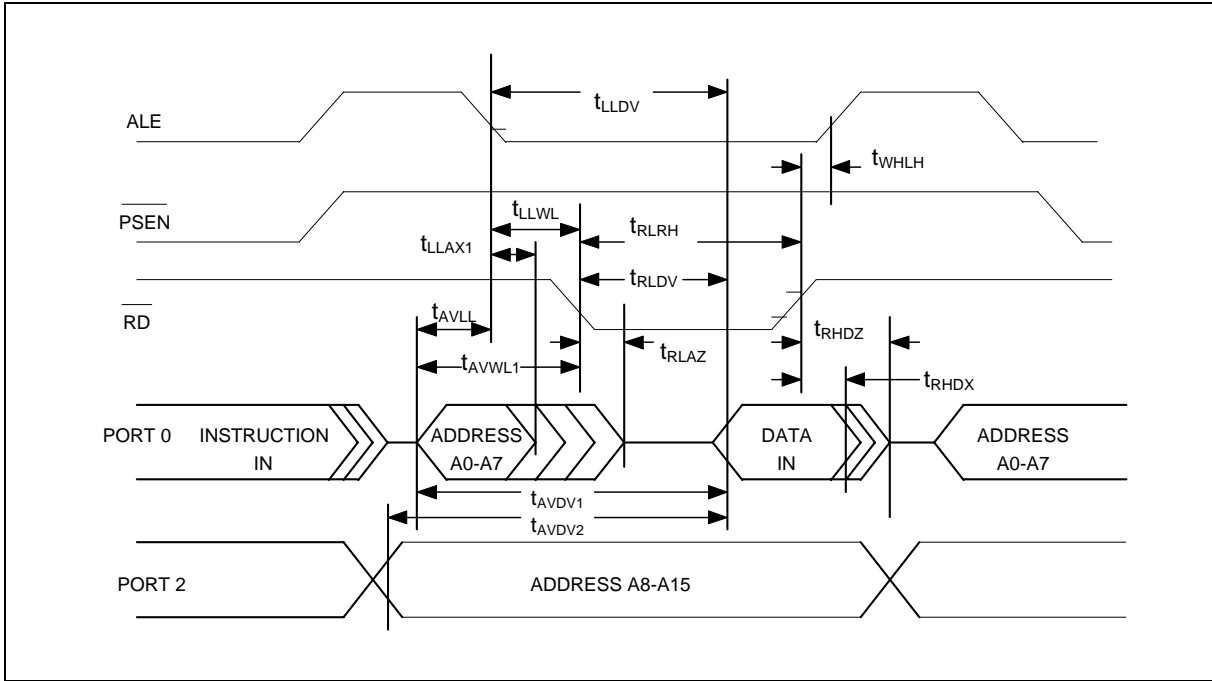 ALE
tLLDV
tWHLH
PSEN
tLLWL
tRLRH
tLLAX1
tRLDV
RD
tAVLL
tRLAZ
tRHDZ
tAVWL1
tRHDX
PORT 0
INSTRUCTION
IN
ADDRESS
A0-A7
DATA
IN
ADDRESS
A0-A7
tAVDV1
tAVDV2
PORT 2
ADDRESS A8-A15